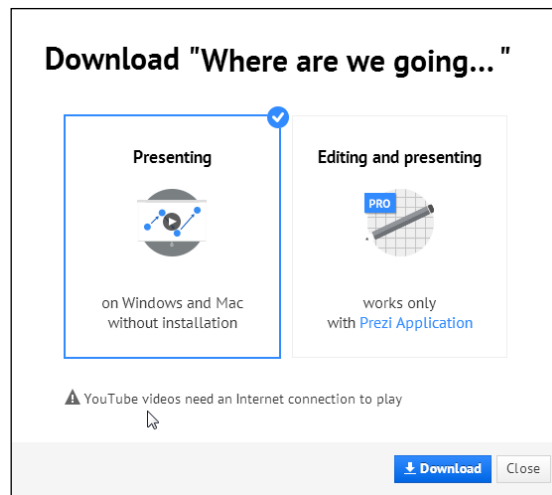 Download "Where are we going... "
Presenting
Editing and presenting
PRO
on Windows and Mac
without installation
works only
with Prezi Application
YouTube videos need an Internet connection to play
Download
Close